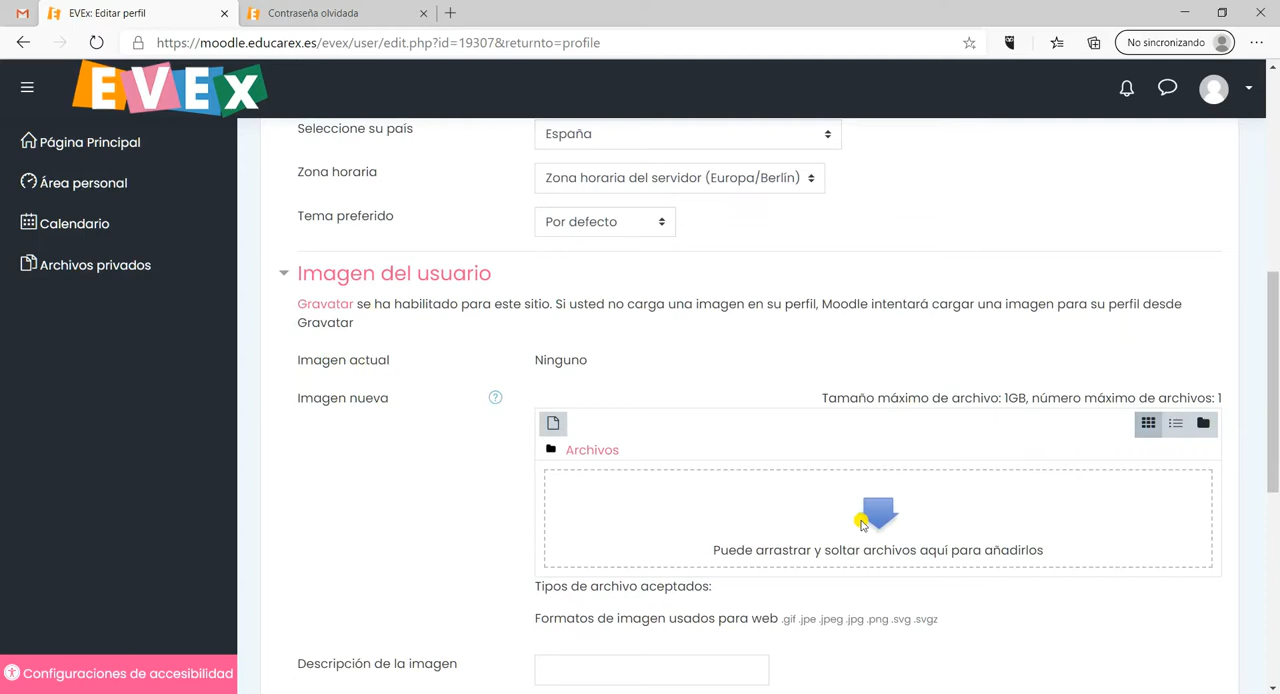 EVEx: Editar perfil
Contraseña olvidada
https://moodle.educarex.es/evex/user/edit.php?id=19307&returnto=profile
No sincronizando
EVEx
Página Principal
Área personal
Calendario
Archivos privados
Configuraciones de accesibilidad
Seleccione su país
España
Zona horaria
Zona horaria del servidor (Europa/Berlín)
Tema preferido
Por defecto
Imagen del usuario
Gravatar se ha habilitado para este sitio. Si usted no carga una imagen en su perfil, Moodle intentará cargar una imagen para su perfil desde
Gravatar
Imagen actual
Ninguno
Imagen nueva
?
Tamaño máximo de archivo: 1GB, número máximo de archivos: 1
Archivos
Puede arrastrar y soltar archivos aquí para añadirlos
Tipos de archivo aceptados:
Formatos de imagen usados para web .gif .jpe .jpeg .jpg .png .svg .svgz
Descripción de la imagen